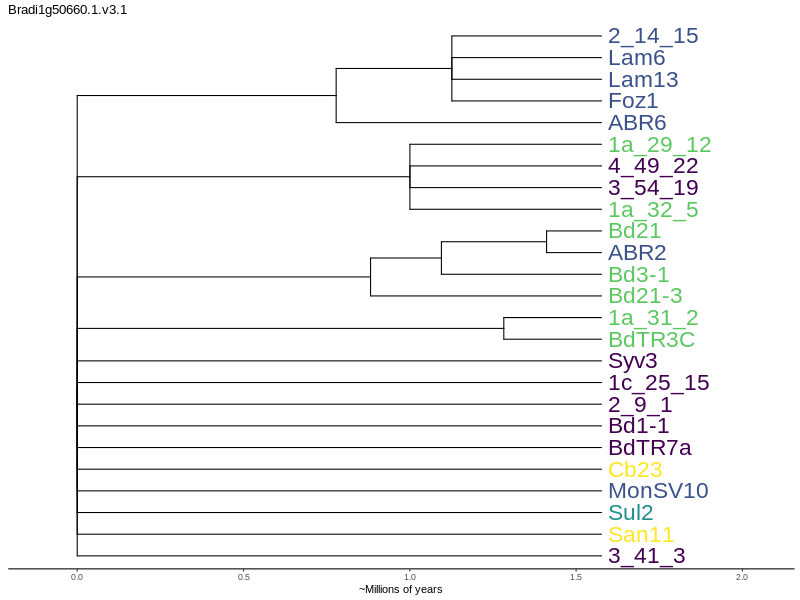 Bradi1g50660.1.v3.1
2_14_15
Lam6
Lam13
Foz1
ABR6
1a_29_12
4_49_22
3_54_19
1a_32_5
Bd21
ABR2
Bd3-1
Bd21-3
1a_31_2
BdTR3C
Syv3
1c_25_15
2_9_1
Bd1-1
BdTR7a
Cb23
MonSV10
Sul2
San11
3_41_3
0.0 0.5 1.0 1.5 2.0
~Millions of years